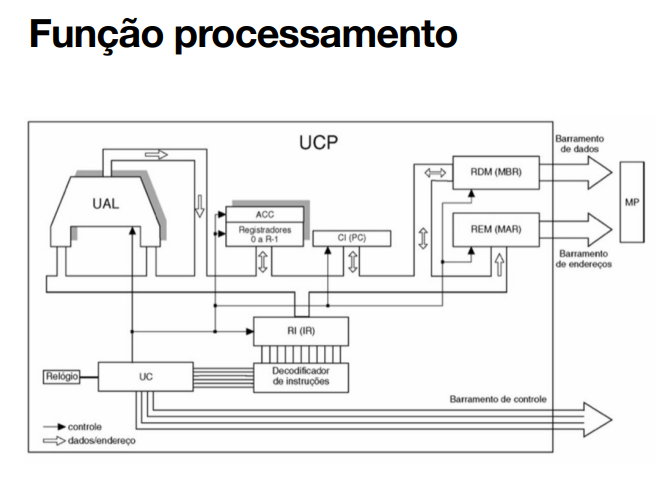 Função processamento
UCP
Barramento
de dados
RDM (MBR)
MP
UAL
ACC
Registradores
0 a R-1
CI (PC)
REM (MAR)
Barramento
de endereços
RI (IR)
Relógio
UC
Decodificador
de instruções
Barramento de controle
controle
dados/endereço